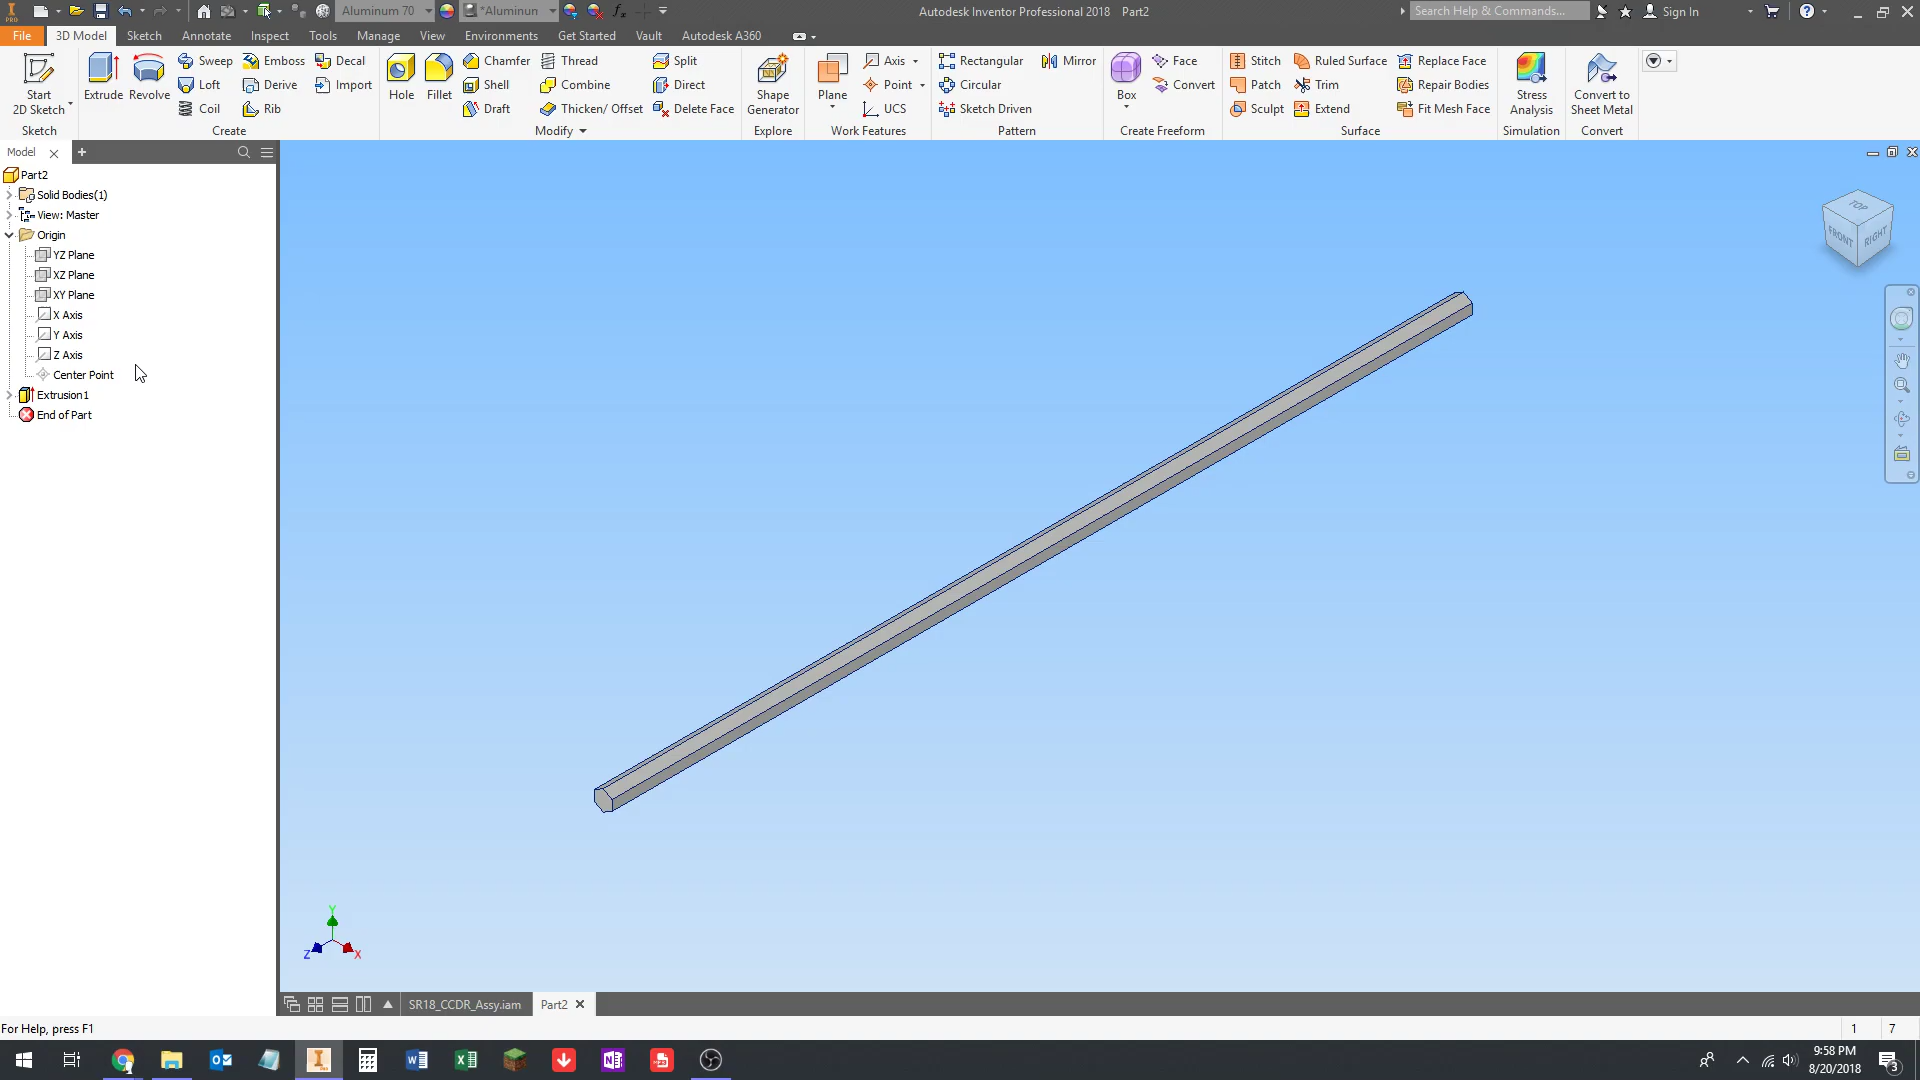 Aluminum 70
*Aluminun
Autodesk Inventor Professional 2018 Part2
Search Help & Commands...
Sign In
File
3D Model
Sketch
Annotate
Inspect
Tools
Manage
View
Environments
Get Started
Vault
Autodesk A360
Start
2D Sketch
Sketch
Extrude
Revolve
Sweep
Loft
Coil
Emboss
Derive
Rib
Decal
Import
Create
Hole
Fillet
Chamfer
Shell
Draft
Thread
Combine
Thicken/ Offset
Split
Direct
Delete Face
Modify
Shape
Generator
Explore
Plane
Axis
Point
UCS
Work Features
Rectangular
Circular
Sketch Driven
Mirror
Pattern
Box
Face
Convert
Create Freeform
Stitch
Patch
Sculpt
Ruled Surface
Trim
Extend
Replace Face
Repair Bodies
Fit Mesh Face
Surface
Stress
Analysis
Simulation
Convert to
Sheet Metal
Convert
Model
Part2
Solid Bodies(1)
View: Master
Origin
YZ Plane
XZ Plane
XY Plane
X Axis
Y Axis
Z Axis
Center Point
Extrusion1
End of Part
TOP
FRONT
RIGHT
Y
Z
X
SR18_CCDR_Assy.iam
Part2
For Help, press F1
1
7
9:58 PM
8/20/2018
3